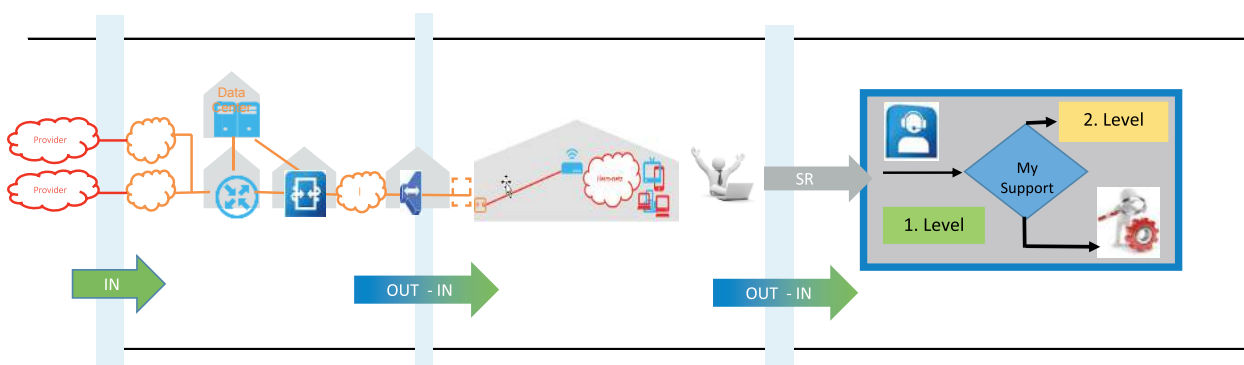 Data
Center
Provider
Provider
I
2. Level
My
Support
SR
1. Level
IN
OUT - IN
OUT - IN